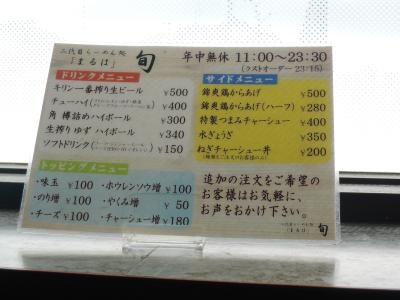 二代目らーめん処
「まるは」 旬
年中無休 11:00〜23:30
(ラストオーダー 23:15)
ドリンクメニュー
キリン一番搾り生ビール ¥500
チューハイ ¥400
角 樽詰めハイボール ¥300
生搾り ゆず ハイボール ¥340
ソフトドリンク ¥150
サイドメニュー
錦爽鶏からあげ ¥500
錦爽鶏からあげ(ハーフ) ¥280
特製つまみチャーシュー ¥400
水ぎょうざ ¥350
ねぎチャーシュー丼 ¥200
トッピングメニュー
・味玉 ¥100 ・ホウレンソウ増 ¥100
・のり増 ¥100 ・やくみ増 ¥50
・チーズ ¥100 ・チャーシュー増 ¥180
追加の注文をご希望の
お客様はお気軽に、
お声をおかけ下さい。
旬